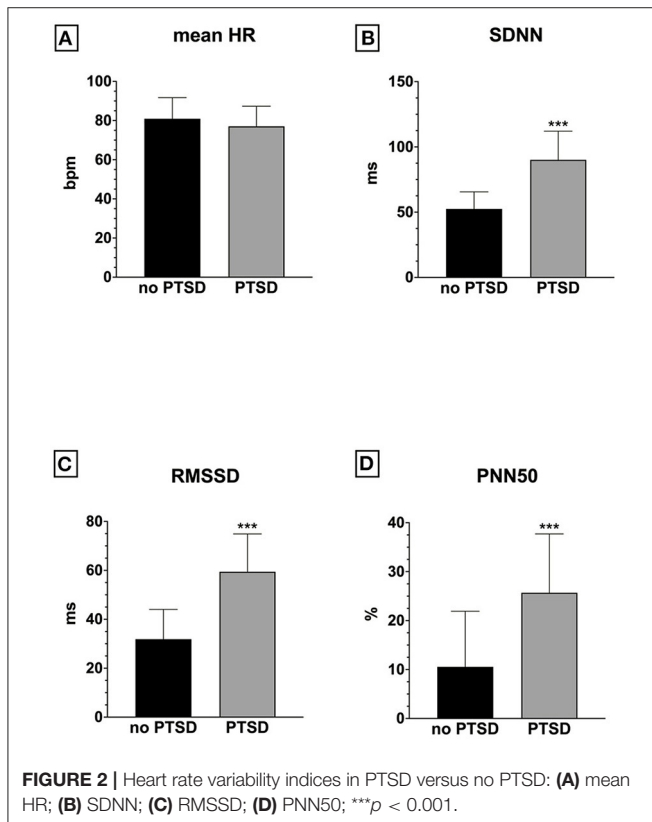 A mean HR
bpm
100
80
60
40
20
0
no PTSD PTSD
B SDNN
ms
150
100
50
0
***
no PTSD PTSD
C RMSSD
ms
80
60
40
20
0
***
no PTSD PTSD
D PNN50
%
40
30
20
10
0
***
no PTSD PTSD
FIGURE 2 | Heart rate variability indices in PTSD versus no PTSD: (A) mean
HR; (B) SDNN; (C) RMSSD; (D) PNN50; ***p < 0.001.